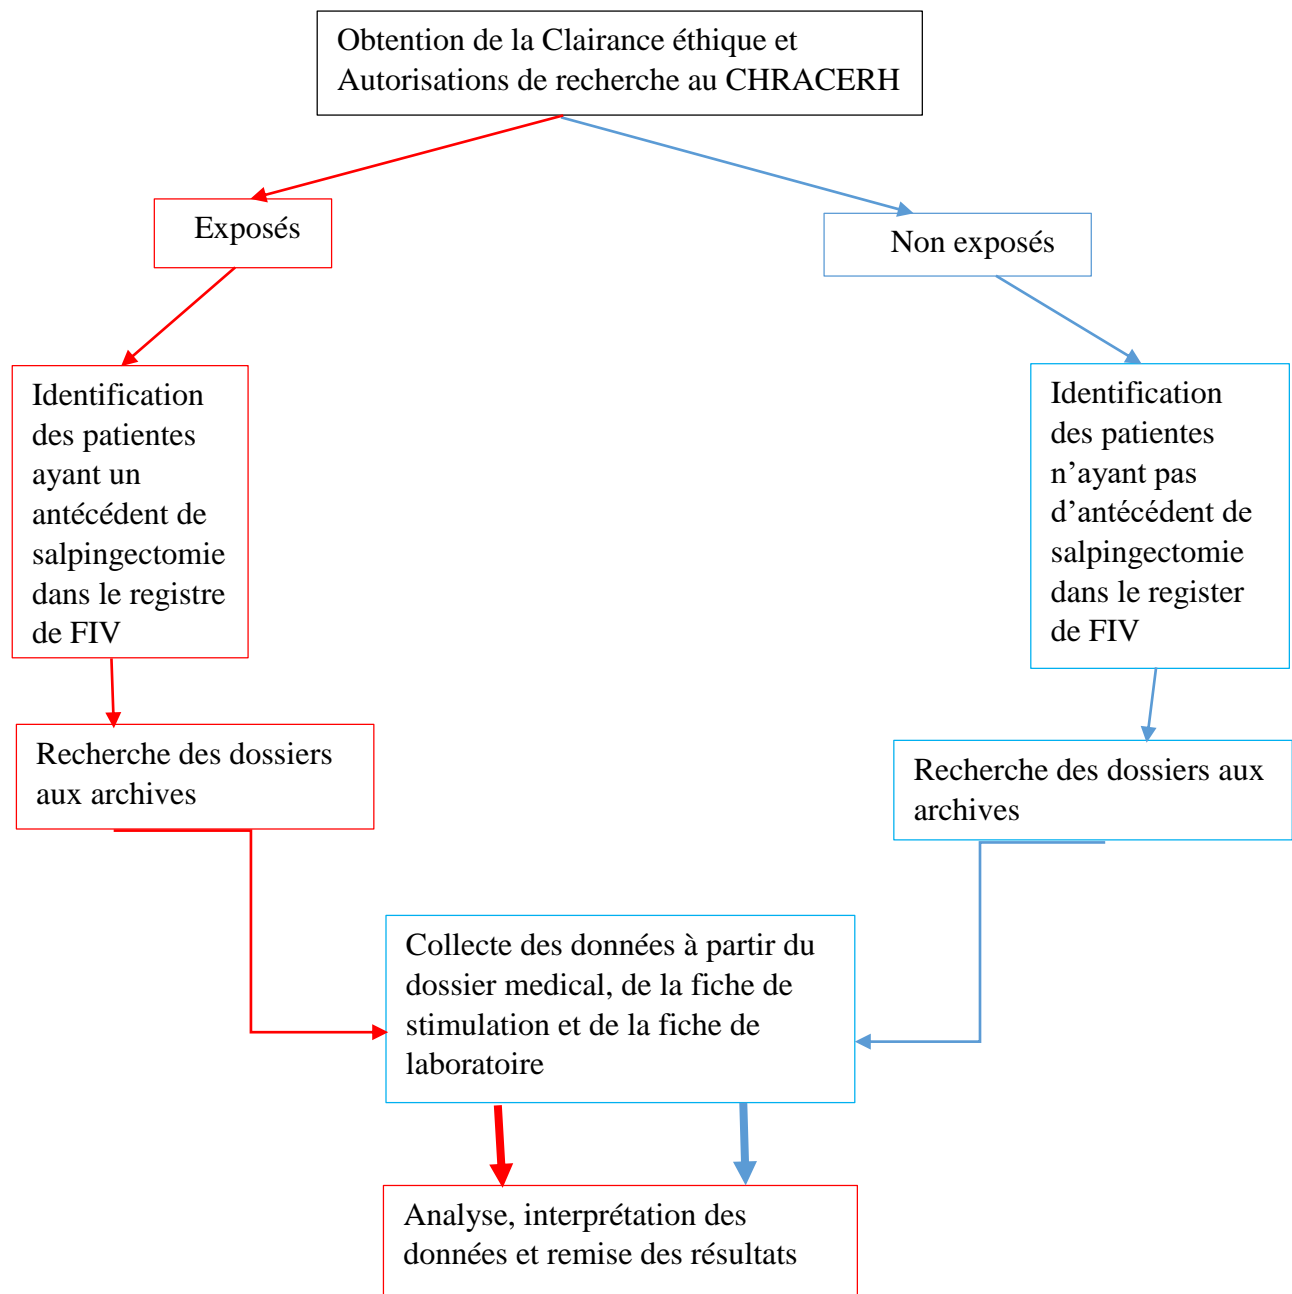 Obtention de la Clairance éthique et
Autorisations de recherche au CHRACERH
Exposés
Non exposés
Identification
des patientes
ayant un
antécédent de
salpingectomie
dans le registre
de FIV
Identification
des patientes
n’ayant pas
d’antécédent de
salpingectomie
dans le register
de FIV
Recherche des dossiers
aux archives
Recherche des dossiers aux
archives
Collecte des données à partir du
dossier medical, de la fiche de
stimulation et de la fiche de
laboratoire
Analyse, interprétation des
données et remise des résultats